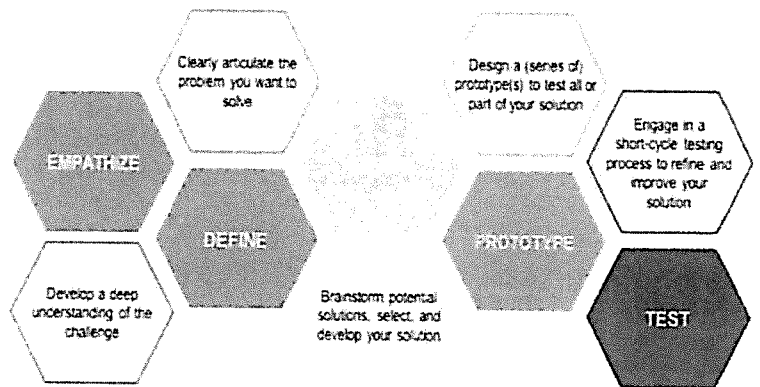 EMPATHIZE
Develop a deep
understanding of the
challenge
Clearly articulate the
problem you want to
solve
DEFINE
Brainstorm potential
solutions, select, and
develop your solution
Design a (series of)
prototype(s) to test all or
part of your solution
PROTOTYPE
Engage in a
short-cycle testing
process to refine and
improve your
solution
TEST